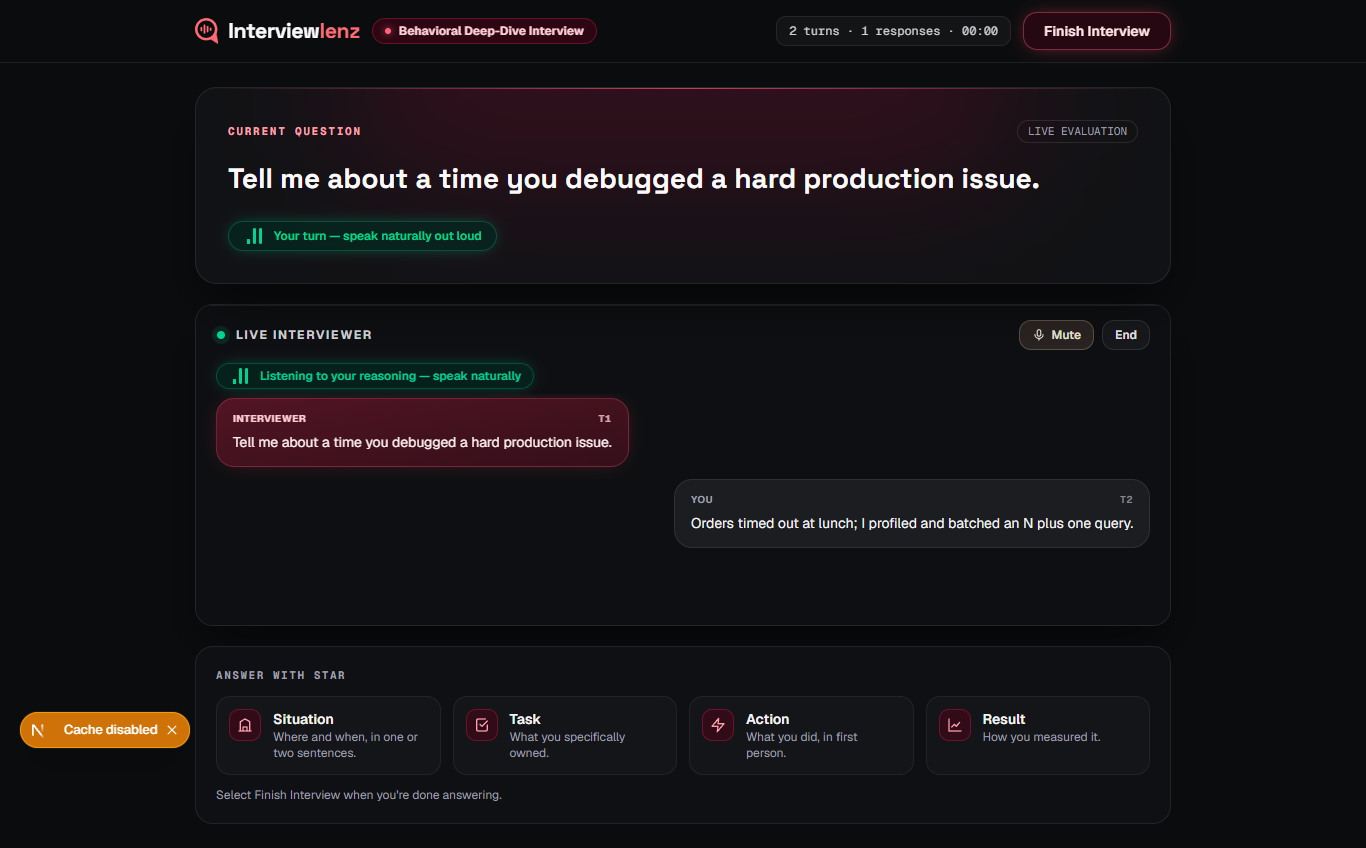 Interviewlenz
Behavioral Deep-Dive Interview
2 turns · 1 responses · 00:00
Finish Interview
CURRENT QUESTION
LIVE EVALUATION
Tell me about a time you debugged a hard production issue.
Your turn — speak naturally out loud
LIVE INTERVIEWER
Mute
End
Listening to your reasoning — speak naturally
INTERVIEWER
T1
Tell me about a time you debugged a hard production issue.
YOU
T2
Orders timed out at lunch; I profiled and batched an N plus one query.
ANSWER WITH STAR
Situation
Where and when, in one or
two sentences.
Task
What you specifically
owned.
Action
What you did, in first
person.
Result
How you measured it.
N
Cache disabled
Select Finish Interview when you're done answering.